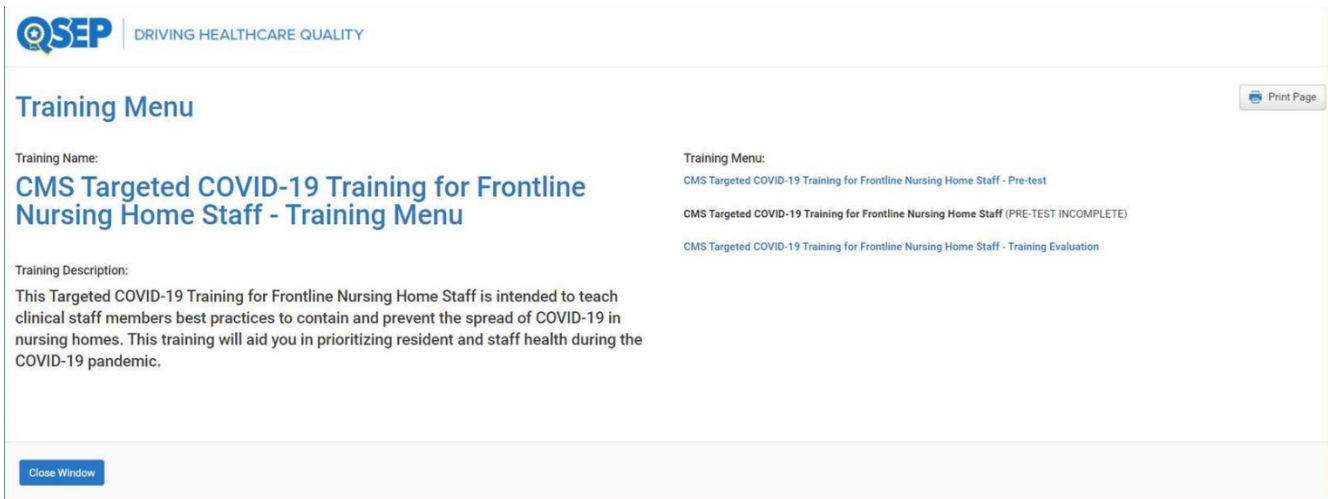 QSEP DRIVING HEALTHCARE QUALITY
Training Menu
Print Page
Training Name:
CMS Targeted COVID-19 Training for Frontline
Nursing Home Staff - Training Menu
Training Description:
This Targeted COVID-19 Training for Frontline Nursing Home Staff is intended to teach
clinical staff members best practices to contain and prevent the spread of COVID-19 in
nursing homes. This training will aid you in prioritizing resident and staff health during the
COVID-19 pandemic.
Training Menu:
CMS Targeted COVID-19 Training for Frontline Nursing Home Staff - Pre-test
CMS Targeted COVID-19 Training for Frontline Nursing Home Staff (PRE-TEST INCOMPLETE)
CMS Targeted COVID-19 Training for Frontline Nursing Home Staff - Training Evaluation
Close Window